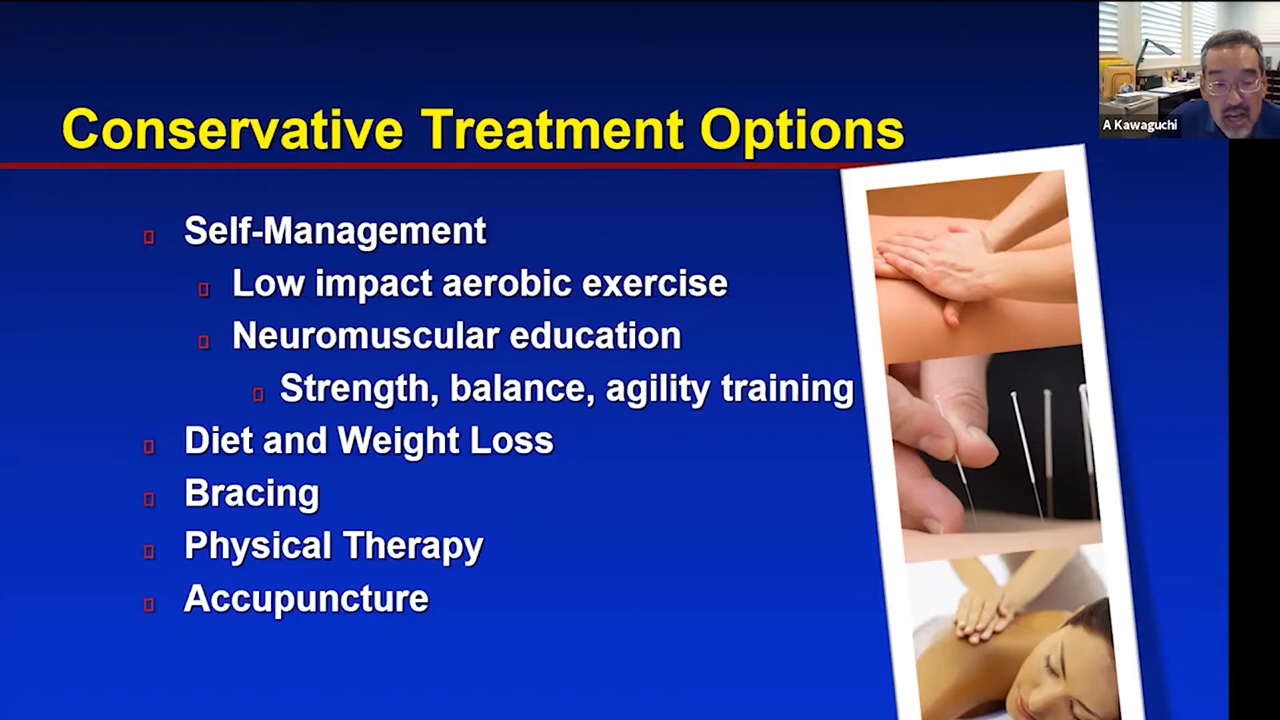 Conservative Treatment Options
A Kawaguchi
Self-Management
Low impact aerobic exercise
Neuromuscular education
Strength, balance, agility training
Diet and Weight Loss
Bracing
Physical Therapy
Accupuncture